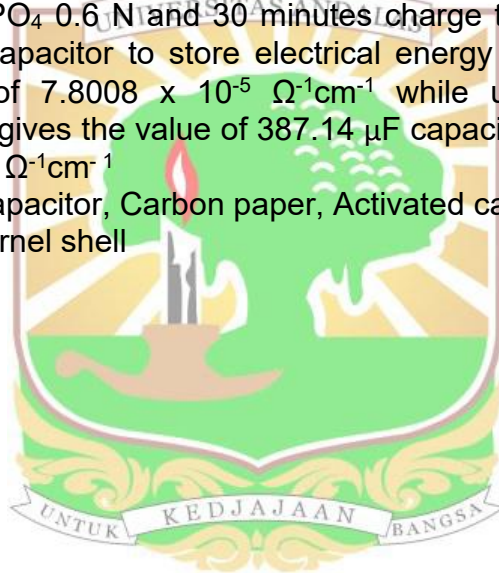 PO₄ 0.6 N and 30 minutes charge t
UNIVERSITAS ANDALAS
apacitor to store electrical energy
of 7.8008 x 10⁻⁵ Ω⁻¹cm⁻¹ while u
gives the value of 387.14 µF capaci
Ω⁻¹cm⁻¹
apacitor, Carbon paper, Activated ca
rnel shell
UNTUK KEDJAJAAN BANGSA